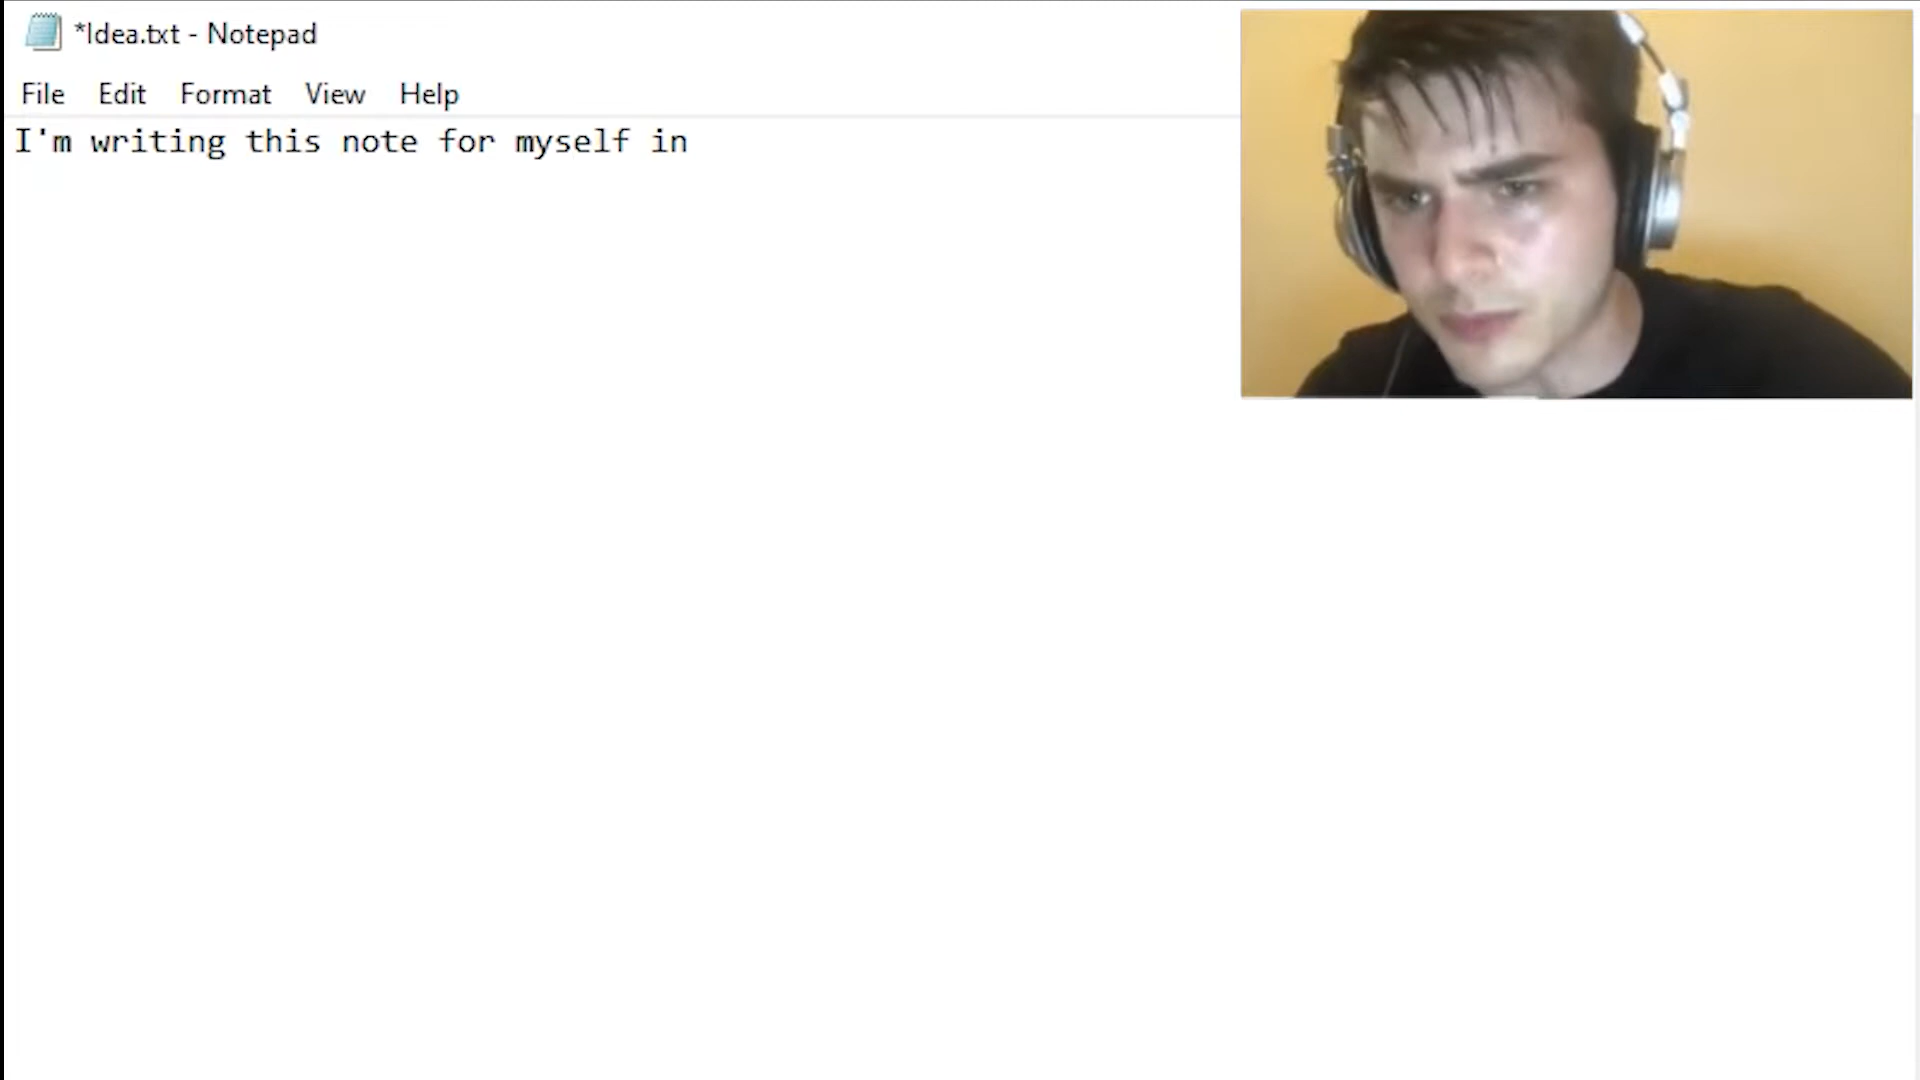 *Idea.txt - Notepad
File Edit Format View Help
I'm writing this note for myself in